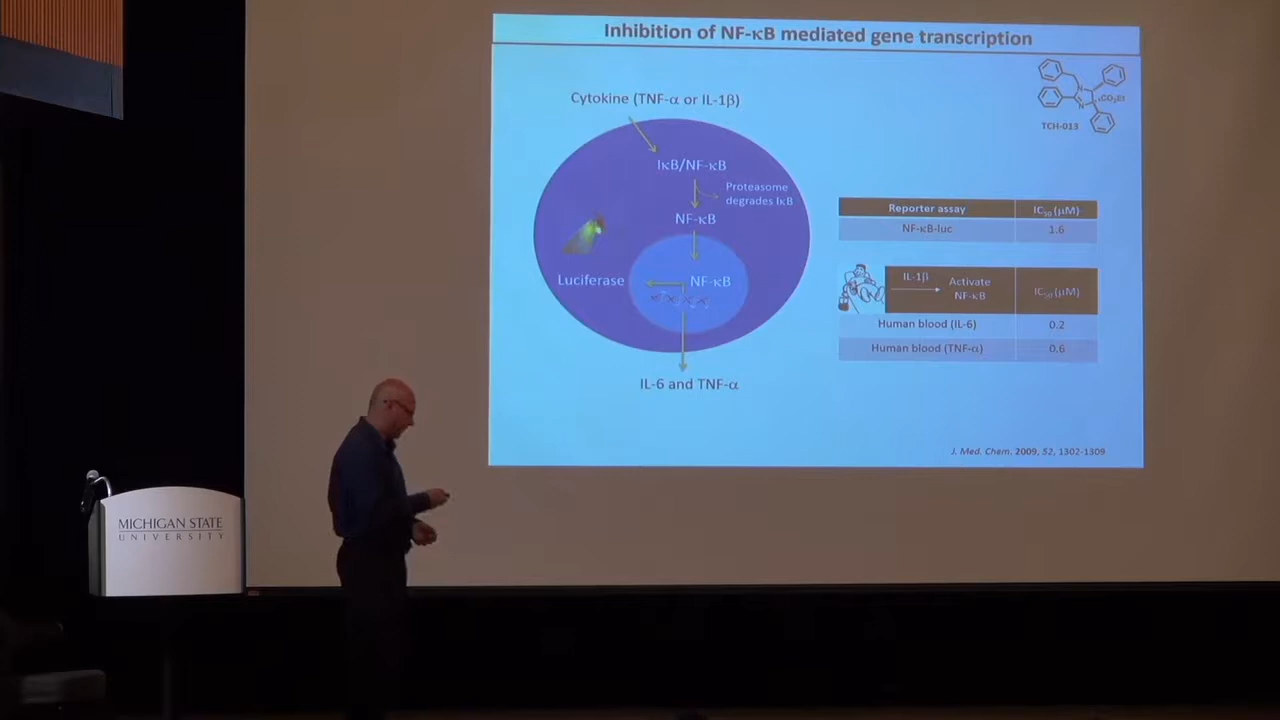 Inhibition of NF-κB mediated gene transcription
CO₂Et
N
N
TCH-013
Cytokine (TNF-α or IL-1β)
IκB/NF-κB
Proteasome
degrades IκB
NF-κB
Luciferase
NF-κB
IL-6 and TNF-α
Reporter assay IC₅₀ (μM)
NF-κB-luc 1.6
IL-1β Activate
NF-κB
IC₅₀ (μM)
Human blood (IL-6) 0.2
Human blood (TNF-α) 0.6
J. Med. Chem. 2009, 52, 1302-1309
MICHIGAN STATE
UNIVERSITY